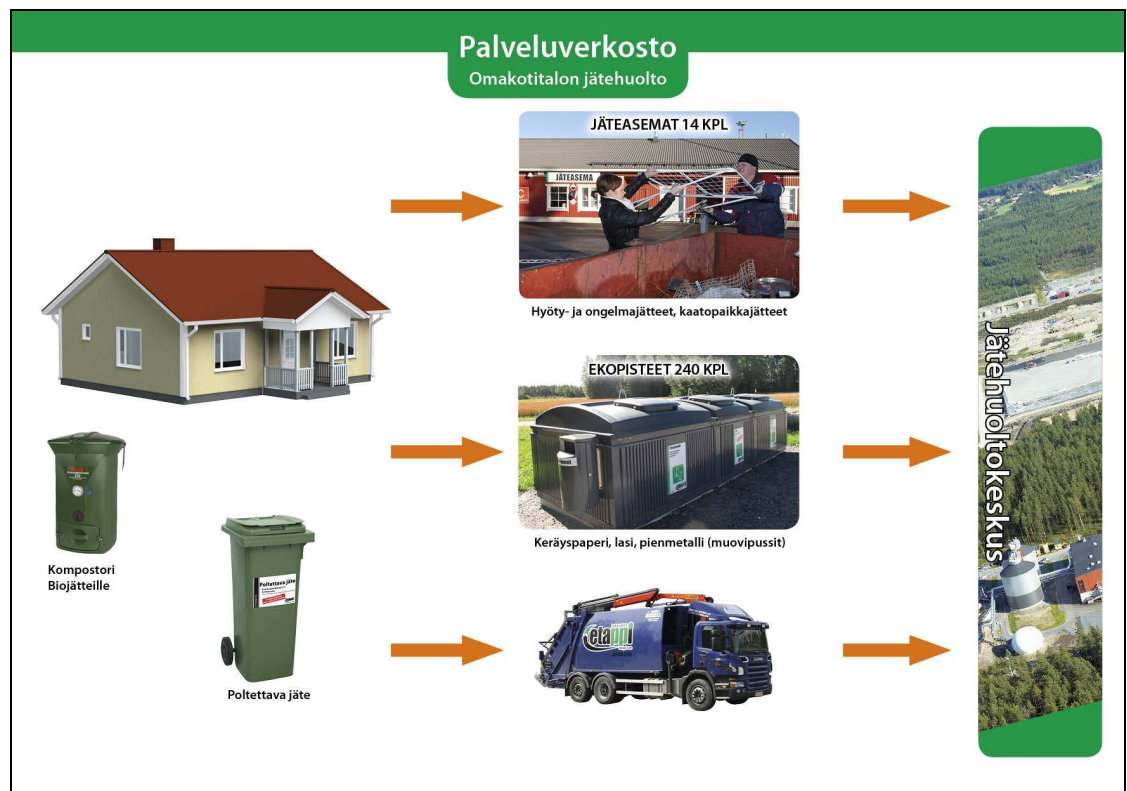 Palveluverkosto
Omakotitalon jätehuolto
JÄTEASEMAT 14 KPL
JÄTEASEMA
Hyöty- ja ongelmajätteet, kaatopaikkajätteet
EKOPISTEET 240 KPL
Keräyspaperi, lasi, pienmetalli (muovipussit)
Kompostori
Biojätteille
Poltettava jäte
Poltettava jäte
etappi
Jätehuoltokeskus